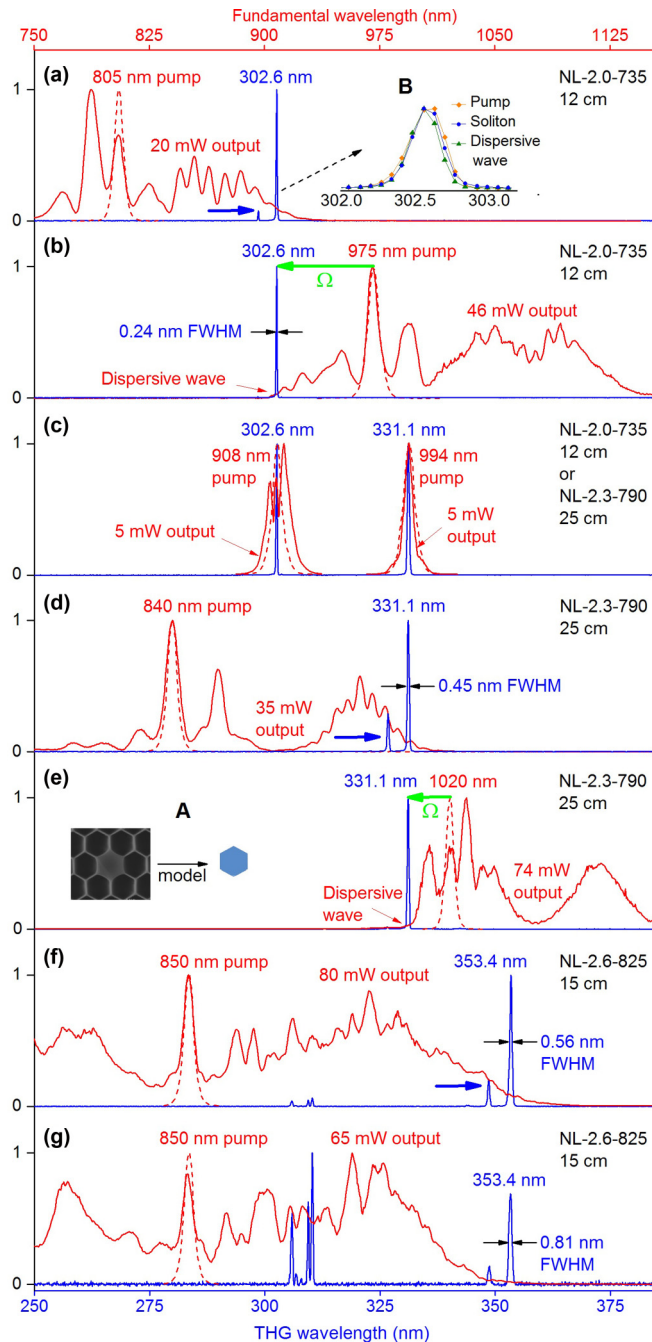 Fundamental wavelength (nm)
750 825 900 975 1050 1125
(a) 805 nm pump 302.6 nm NL-2.0-735
12 cm
1
B
Pump
Soliton
Dispersive
wave
20 mW output
302.0 302.5 303.0
0
(b) 302.6 nm 975 nm pump NL-2.0-735
12 cm
1
Ω
46 mW output
0.24 nm FWHM
Dispersive wave
0
(c) 302.6 nm 331.1 nm NL-2.0-735
12 cm
or
NL-2.3-790
25 cm
908 nm
pump
994 nm
pump
1
5 mW output
5 mW
output
0
(d) 840 nm pump 331.1 nm NL-2.3-790
25 cm
1
0.45 nm FWHM
35 mW
output
0
(e) 331.1 nm 1020 nm NL-2.3-790
25 cm
1
Ω
A
model
74 mW
output
Dispersive
wave
0
(f) 850 nm pump 80 mW output 353.4 nm NL-2.6-825
15 cm
1
0.56 nm
FWHM
0
(g) 850 nm pump 65 mW output NL-2.6-825
15 cm
353.4 nm
1
0.81 nm
FWHM
0
250 275 300 325 350 375
THG wavelength (nm)